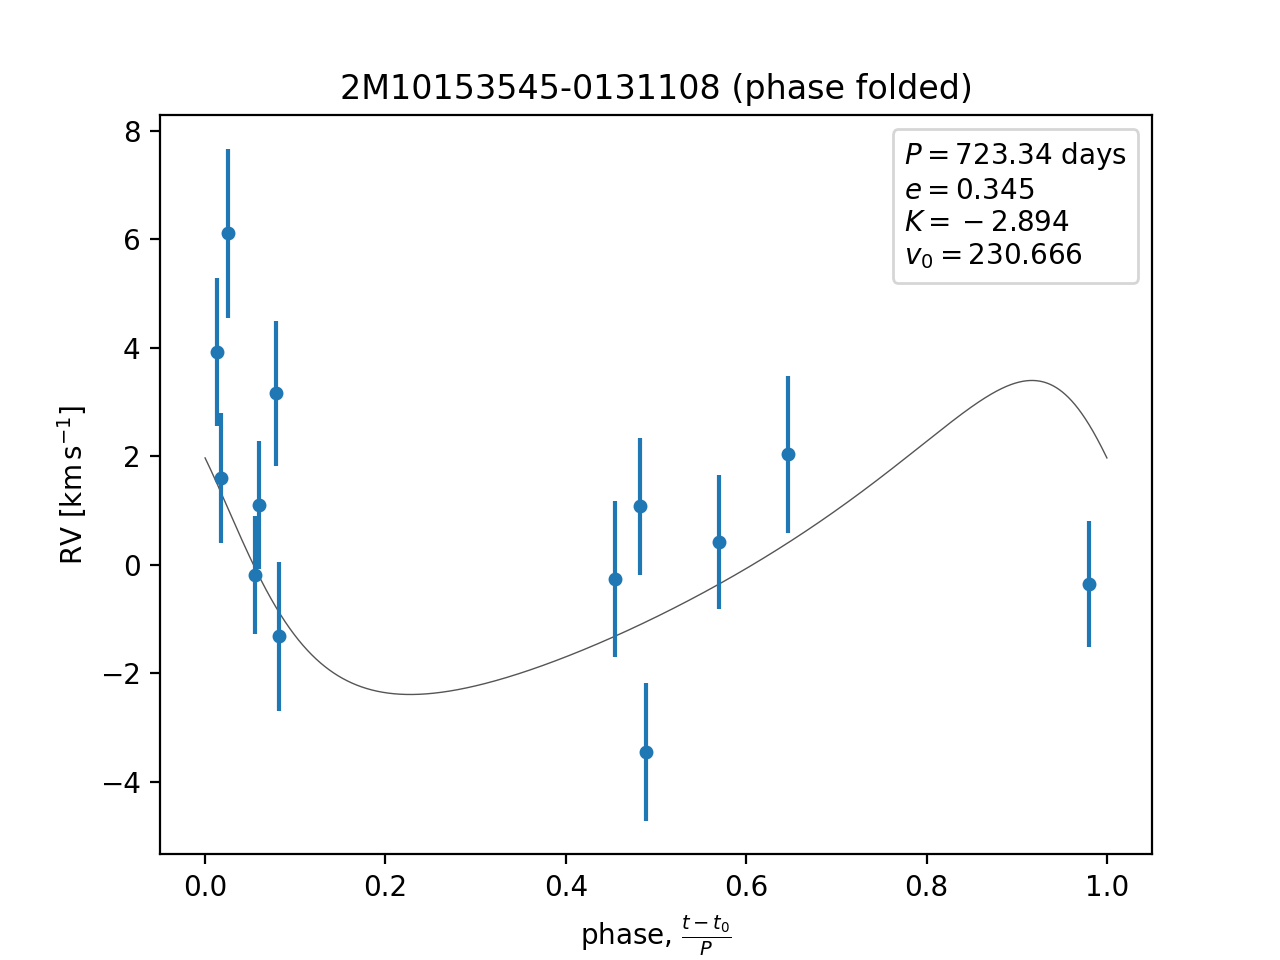 2M10153545-0131108 (phase folded)
P = 723.34 days
e = 0.345
K = −2.894
v₀ = 230.666
8
6
4
2
0
−2
−4
RV [km s⁻¹]
0.0 0.2 0.4 0.6 0.8 1.0
phase, (t − t₀)/P